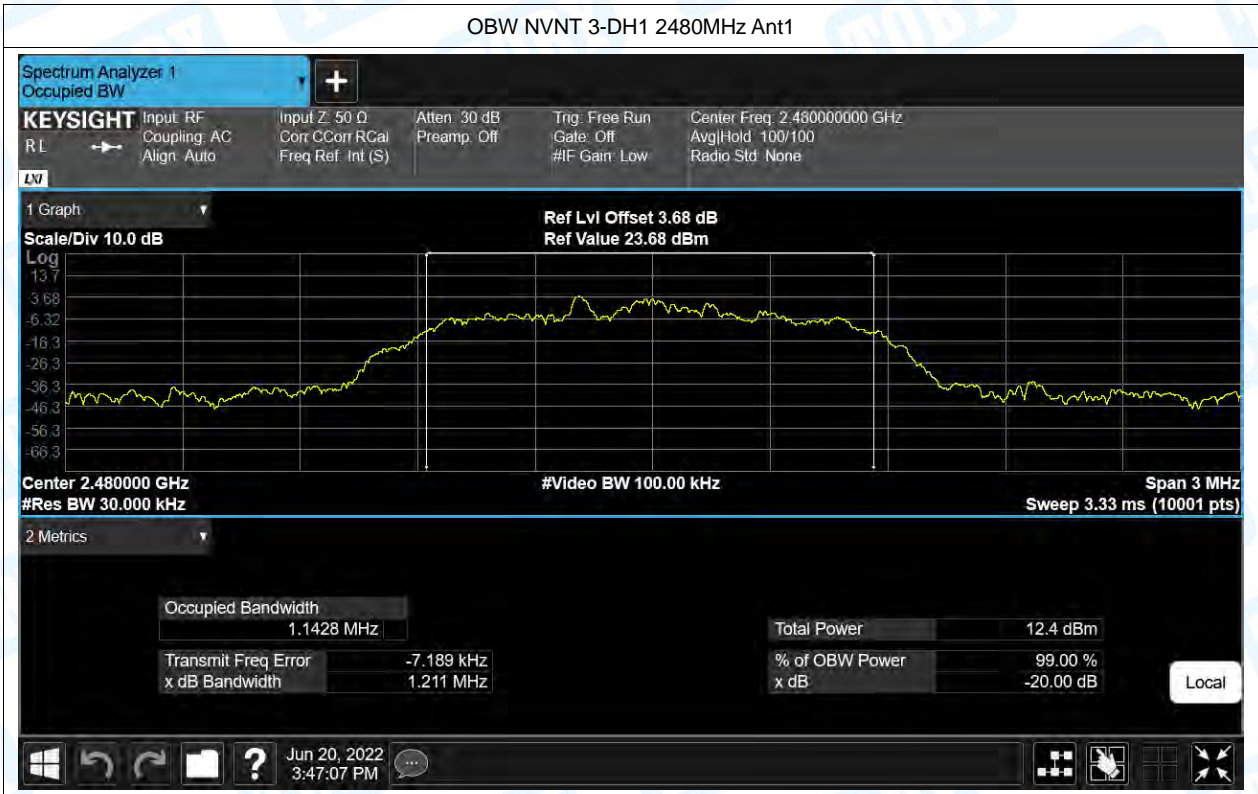 OBW NVNT 3-DH1 2480MHz Ant1
Spectrum Analyzer 1
Occupied BW
+
KEYSIGHT
RL
LXI
Input: RF
Coupling: AC
Align: Auto
Input Z: 50 Ω
Corr CCorr RCal
Freq Ref: Int (S)
Atten: 30 dB
Preamp: Off
Trig: Free Run
Gate: Off
#IF Gain: Low
Center Freq: 2.480000000 GHz
Avg|Hold: 100/100
Radio Std: None
1 Graph
Scale/Div 10.0 dB
Ref Lvl Offset 3.68 dB
Ref Value 23.68 dBm
Log
13.7
3.68
-6.32
-16.3
-26.3
-36.3
-46.3
-56.3
-66.3
Center 2.480000 GHz
#Video BW 100.00 kHz
Span 3 MHz
#Res BW 30.000 kHz
Sweep 3.33 ms (10001 pts)
2 Metrics
Occupied Bandwidth
1.1428 MHz
Total Power 12.4 dBm
Transmit Freq Error -7.189 kHz
% of OBW Power 99.00 %
x dB Bandwidth 1.211 MHz
x dB -20.00 dB
Local
?
Jun 20, 2022
3:47:07 PM
TOBY